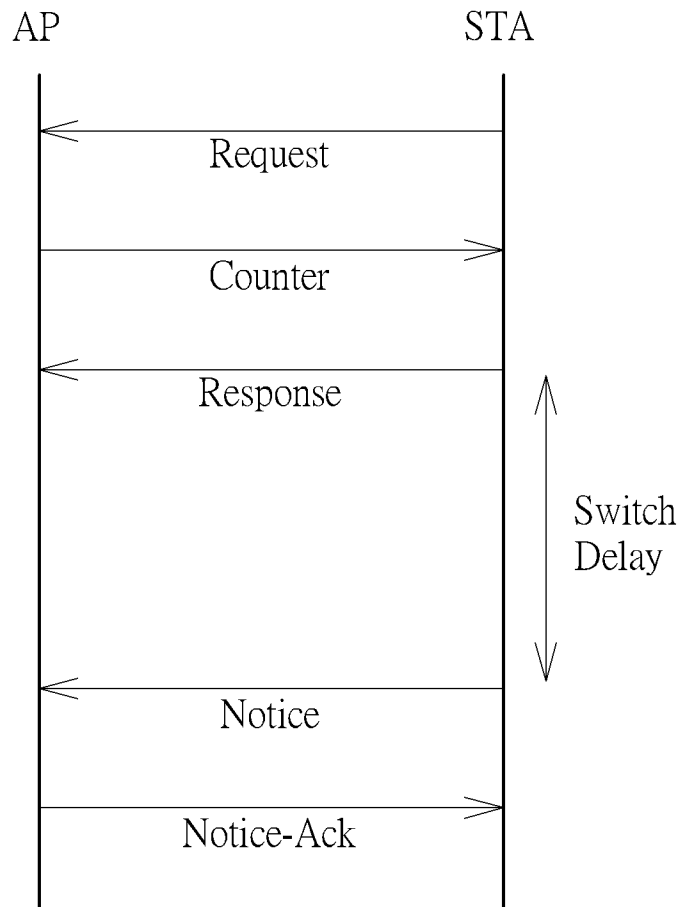 AP
STA
Request
Counter
Response
Switch
Delay
Notice
Notice-Ack